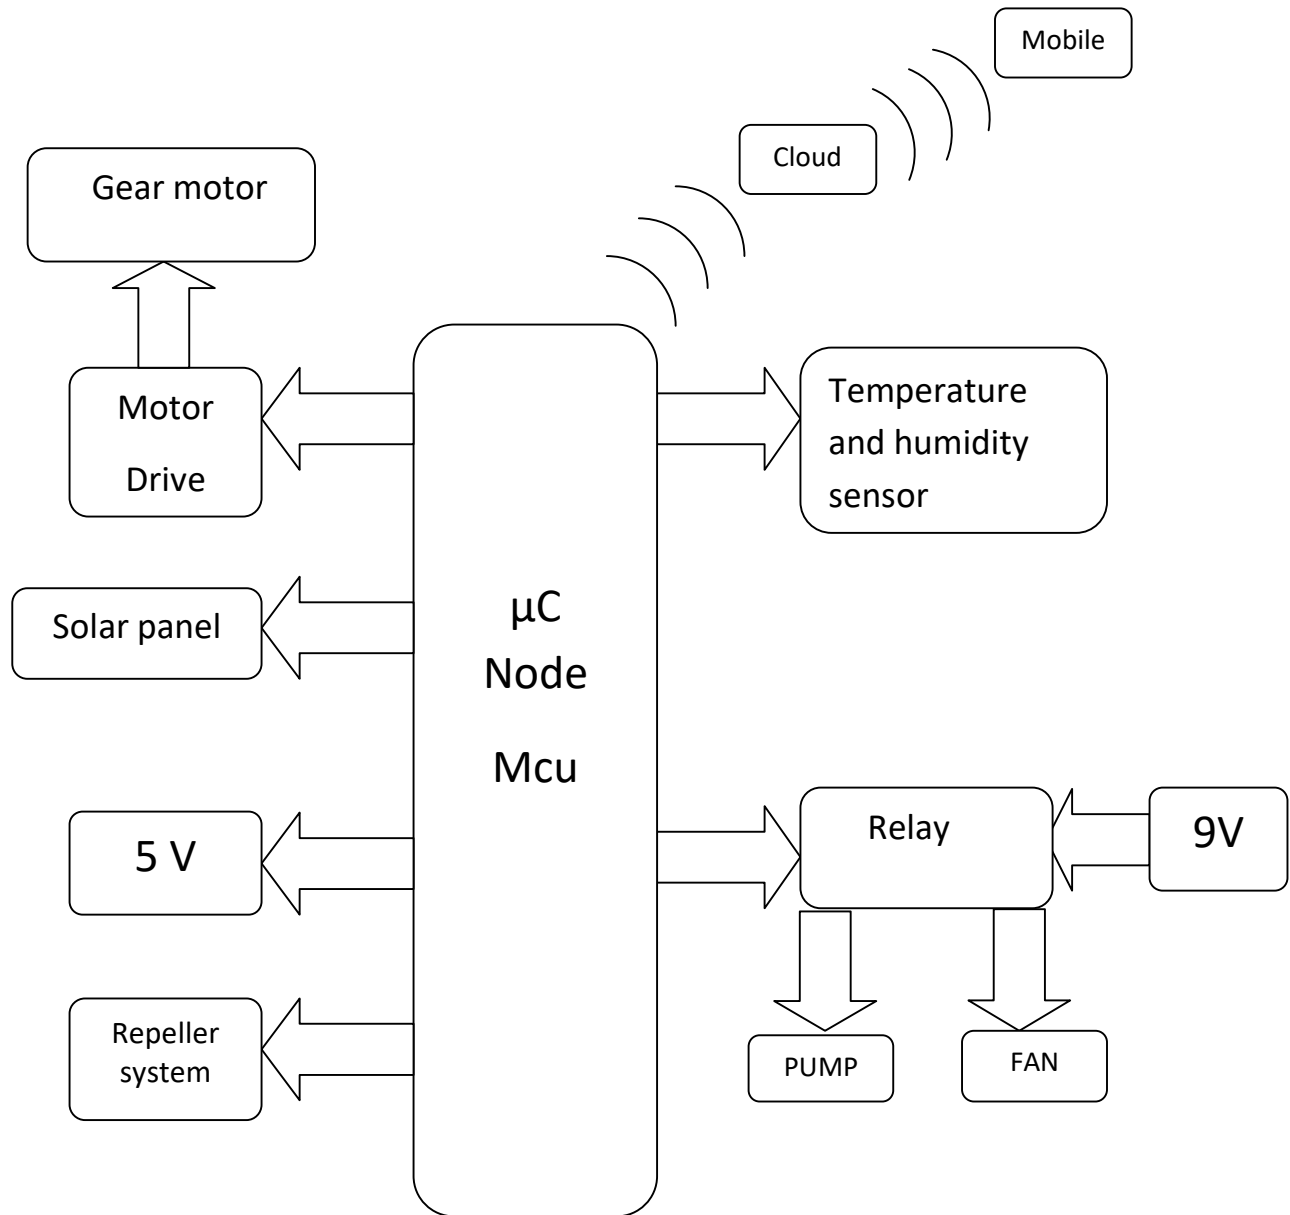 Mobile
Cloud
Gear motor
Motor
Drive
Temperature
and humidity
sensor
Solar panel
µC
Node
Mcu
5 V
Relay
9V
Repeller
system
PUMP
FAN